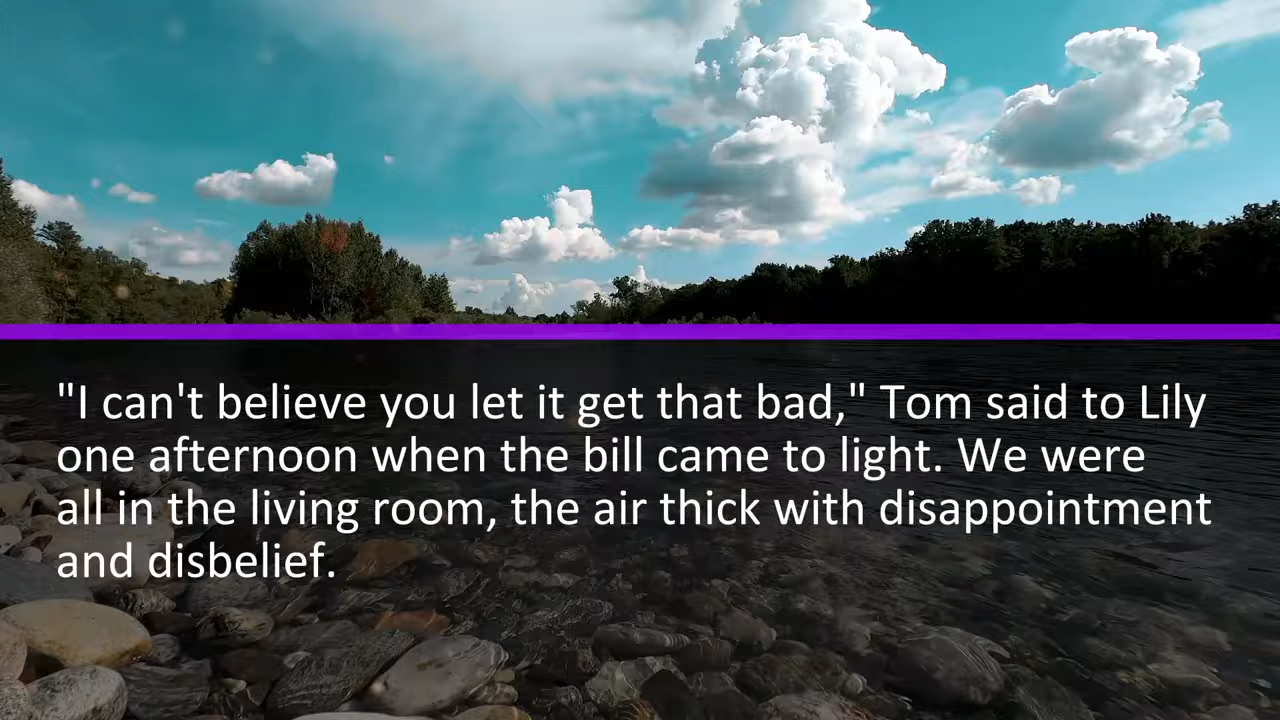 "I can't believe you let it get that bad," Tom said to Lily
one afternoon when the bill came to light. We were
all in the living room, the air thick with disappointment
and disbelief.